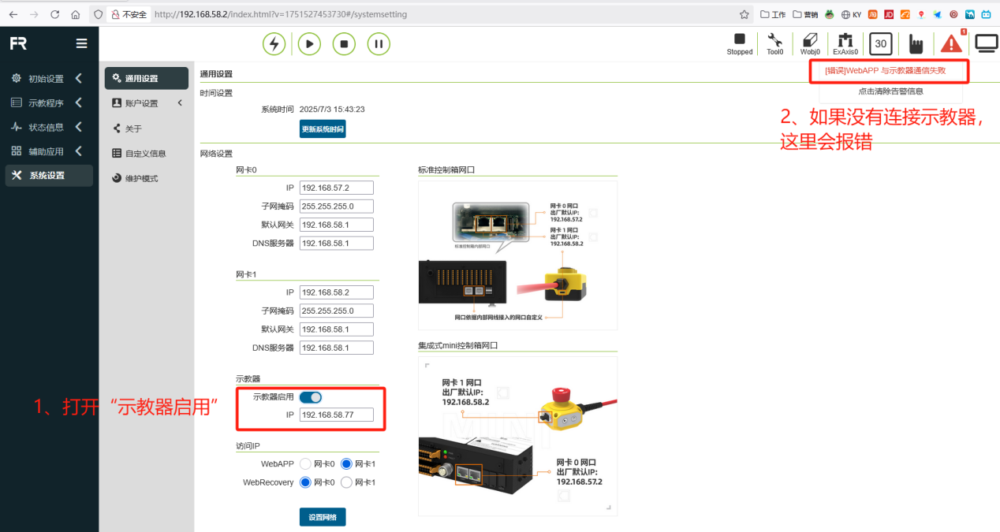 不安全 http://192.168.58.2/index.html?v=1751527453730#/systemsetting 工作 营销 KY JD
FR
Stopped Tool0 Wobj0 ExAxis0 30 1
初始设置
示教程序
状态信息
辅助应用
系统设置
通用设置
账户设置
关于
自定义信息
维护模式
通用设置
[错误]WebAPP 与示教器通信失败
点击清除告警信息
2、如果没有连接示教器，
这里会报错
时间设置
系统时间 2025/7/3 15:43:23
更新系统时间
网络设置
网卡0
IP 192.168.57.2
子网掩码 255.255.255.0
默认网关 192.168.58.1
DNS服务器 192.168.58.1
网卡1
IP 192.168.58.2
子网掩码 255.255.255.0
默认网关 192.168.58.1
DNS服务器 192.168.58.1
示教器
示教器启用
IP 192.168.58.77
1、打开“示教器启用”
访问IP
WebAPP 网卡0 网卡1
WebRecovery 网卡0 网卡1
设置网络
标准控制箱网口
网卡 0 网口
出厂默认IP:
192.168.57.2
网卡 1 网口
出厂默认IP:
192.168.58.2
标准控制箱内部网口
网口依据内部网线接入的网口自定义
集成式mini控制箱网口
网卡 1 网口
出厂默认IP:
192.168.58.2
MINI
网卡 0 网口
出厂默认IP:
192.168.57.2